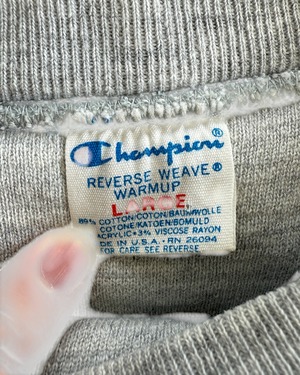 Champion®
REVERSE WEAVE®
WARMUP
LARGE
89% COTTON/COTON/BAUMWOLLE
COTONE/KATOEN/BOMULD
ACRYLIC•3% VISCOSE RAYON
DE IN U.S.A.•RN 26094
FOR CARE SEE REVERSE